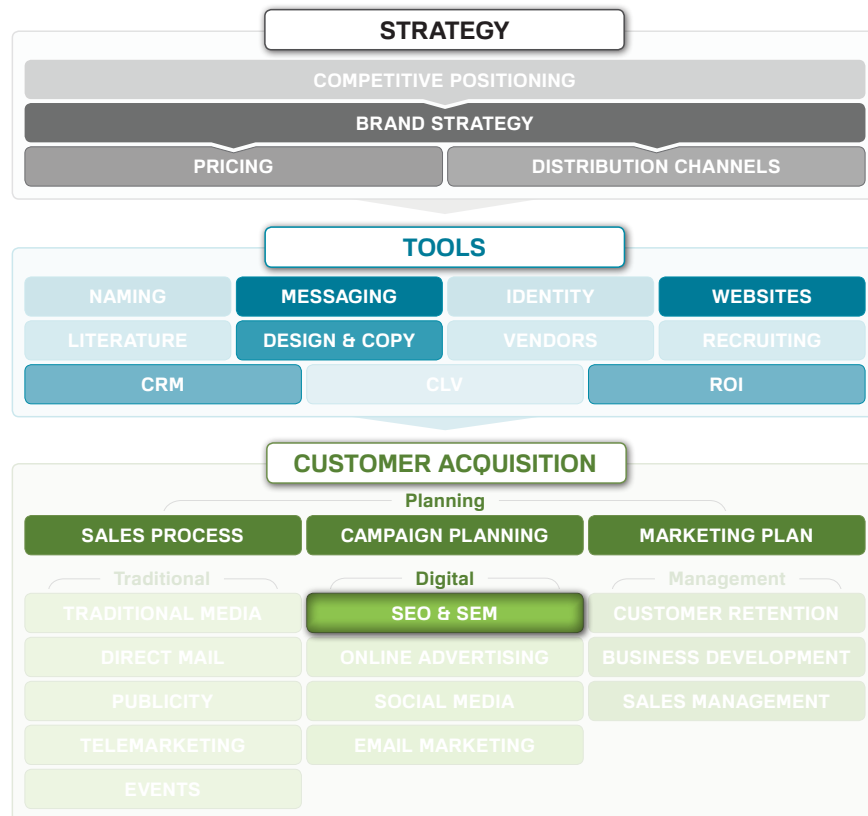 STRATEGY
COMPETITIVE POSITIONING
BRAND STRATEGY
PRICING DISTRIBUTION CHANNELS
TOOLS
NAMING MESSAGING IDENTITY WEBSITES
LITERATURE DESIGN & COPY VENDORS RECRUITING
CRM CLV ROI
CUSTOMER ACQUISITION
Planning
SALES PROCESS CAMPAIGN PLANNING MARKETING PLAN
Traditional Digital Management
TRADITIONAL MEDIA SEO & SEM CUSTOMER RETENTION
DIRECT MAIL ONLINE ADVERTISING BUSINESS DEVELOPMENT
PUBLICITY SOCIAL MEDIA SALES MANAGEMENT
TELEMARKETING EMAIL MARKETING
EVENTS